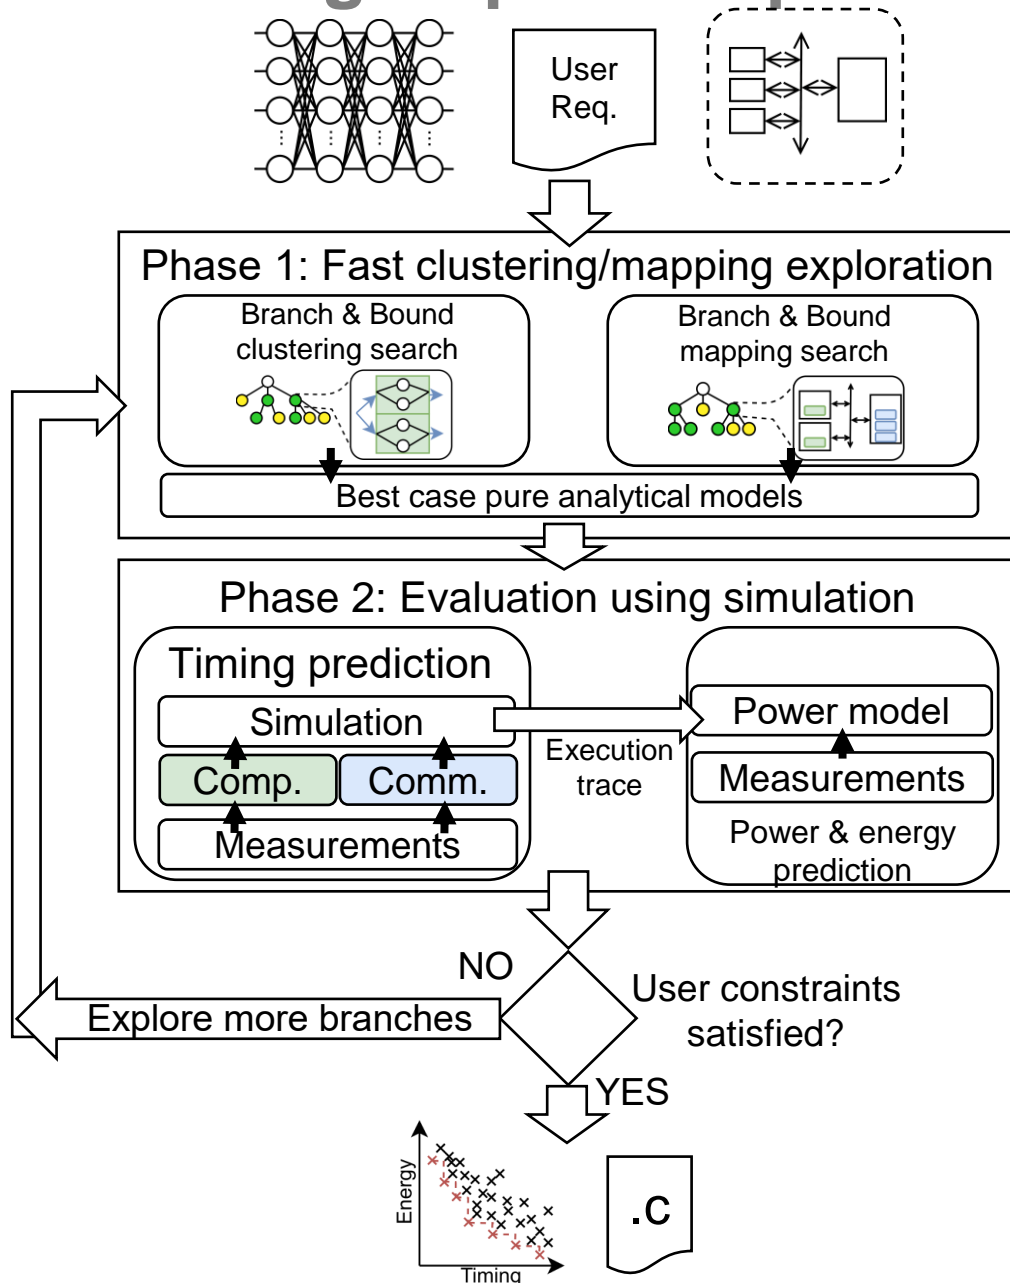 User
Req.
Phase 1: Fast clustering/mapping exploration
Branch & Bound
clustering search
Branch & Bound
mapping search
Best case pure analytical models
Phase 2: Evaluation using simulation
Timing prediction
Simulation
Comp.
Comm.
Measurements
Execution
trace
Power model
Measurements
Power & energy
prediction
NO
User constraints
satisfied?
Explore more branches
YES
Energy
Timing
.c